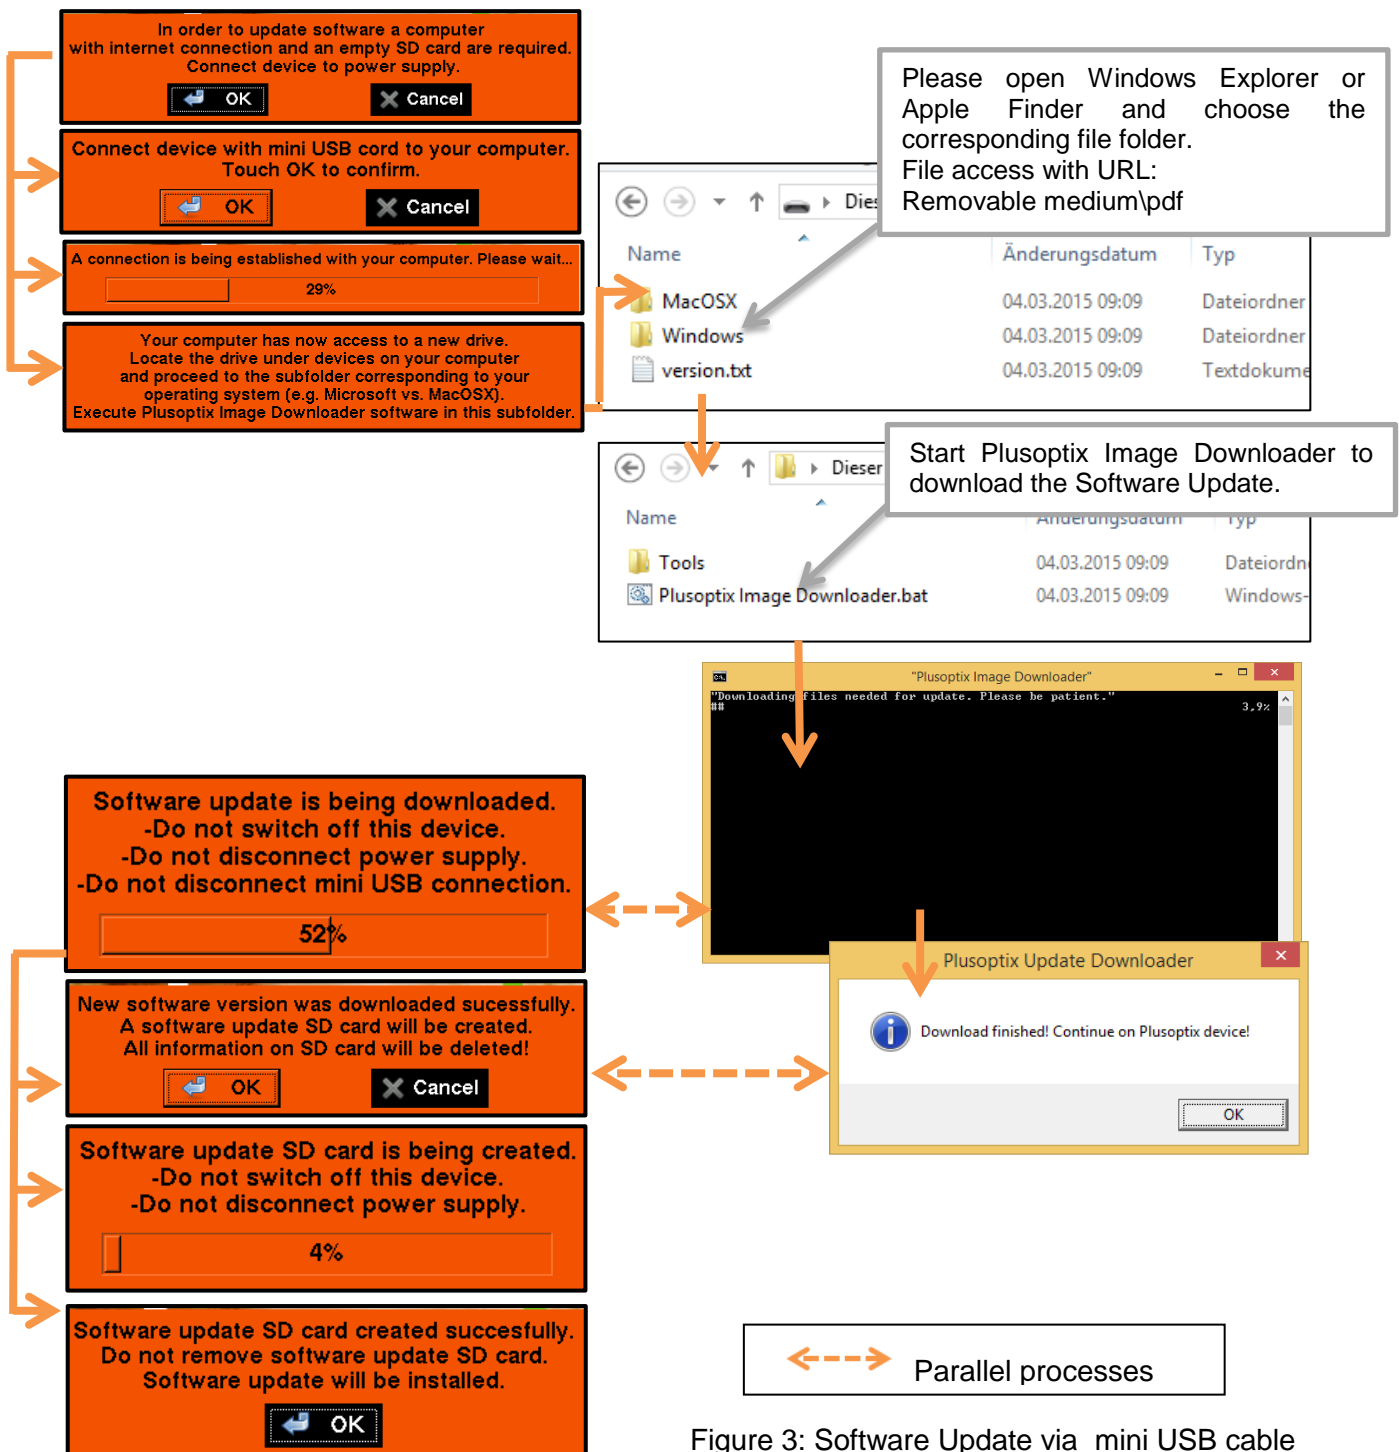 In order to update software a computer
with internet connection and an empty SD card are required.
Connect device to power supply.
OK
Cancel
Connect device with mini USB cord to your computer.
Touch OK to confirm.
OK
Cancel
A connection is being established with your computer. Please wait...
29%
Your computer has now access to a new drive.
Locate the drive under devices on your computer
and proceed to the subfolder corresponding to your
operating system (e.g. Microsoft vs. MacOSX).
Execute Plusoptix Image Downloader software in this subfolder.
Please open Windows Explorer or
Apple Finder and choose the
corresponding file folder.
File access with URL:
Removable medium\pdf
Name Änderungsdatum Typ
MacOSX 04.03.2015 09:09 Dateiordner
Windows 04.03.2015 09:09 Dateiordner
version.txt 04.03.2015 09:09 Textdokume
Start Plusoptix Image Downloader to
download the Software Update.
Dieser
Name Änderungsdatum Typ
Tools 04.03.2015 09:09 Dateiordn
Plusoptix Image Downloader.bat 04.03.2015 09:09 Windows-
"Plusoptix Image Downloader"
"Downloading files needed for update. Please be patient."
## 3,9%
Software update is being downloaded.
-Do not switch off this device.
-Do not disconnect power supply.
-Do not disconnect mini USB connection.
52%
Plusoptix Update Downloader
Download finished! Continue on Plusoptix device!
OK
New software version was downloaded sucessfully.
A software update SD card will be created.
All information on SD card will be deleted!
OK
Cancel
Software update SD card is being created.
-Do not switch off this device.
-Do not disconnect power supply.
4%
Software update SD card created succesfully.
Do not remove software update SD card.
Software update will be installed.
OK
Parallel processes
Figure 3: Software Update via mini USB cable